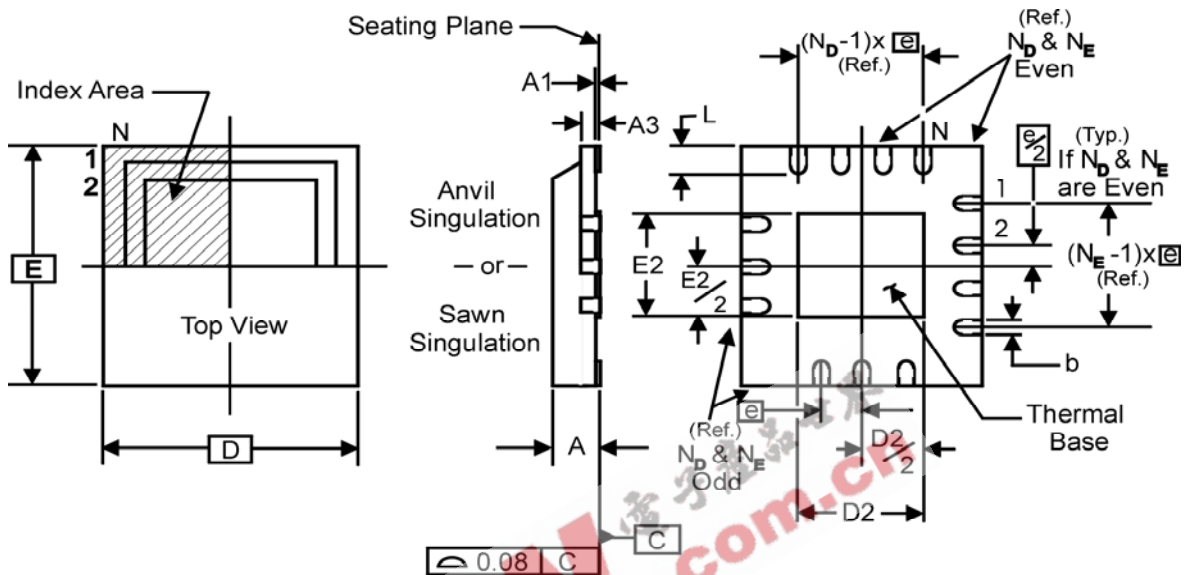 Seating Plane
Index Area
N
1
2
E
Top View
D
A1
A3
Anvil
Singulation
— or —
Sawn
Singulation
A
0.08 C
C
(N_D-1)x e
(Ref.)
L
(Ref.)
N_D & N_E
Even
N
e/2
(Typ.)
If N_D & N_E
are Even
1
2
(N_E-1)x e
(Ref.)
E2
E2/2
b
e
(Ref.)
N_D & N_E
Odd
D2/2
D2
Thermal
Base
com.cn